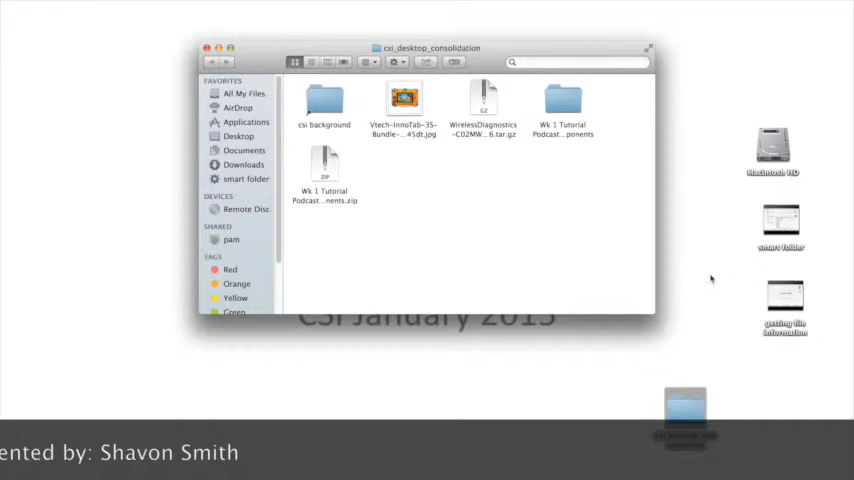 csi_desktop_consolidation
FAVORITES
All My Files
AirDrop
Applications
Desktop
Documents
Downloads
smart folder
DEVICES
Remote Disc
SHARED
pam
TAGS
Red
Orange
Yellow
Green
csi background
Vtech-InnoTab-3S-
Bundle-...45dt.jpg
GZ
WirelessDiagnostics
-C02MW...6.tar.gz
Wk 1 Tutorial
Podcast...ponents
ZIP
Wk 1 Tutorial
Podcast...nents.zip
Macintosh HD
smart folder
getting file
information
CSI January 2015
ented by: Shavon Smith